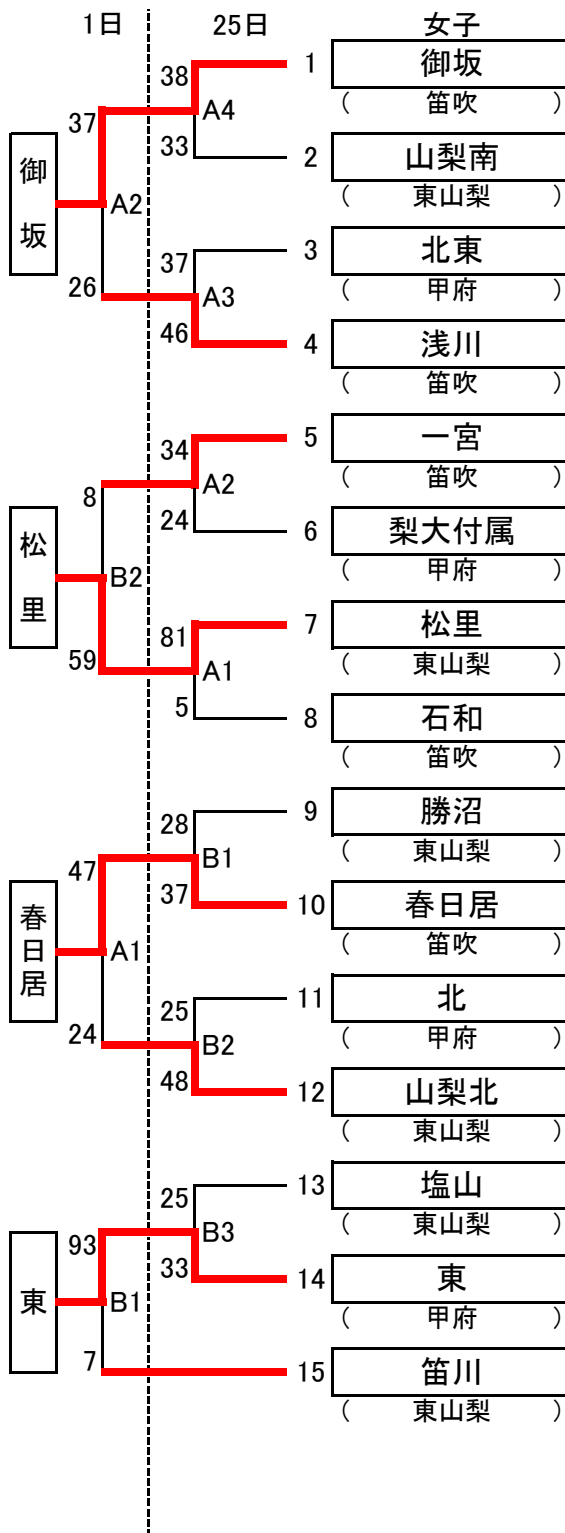 1日 25日 女子
38 1 御坂
37 A4 ( 笛吹 )
33 2 山梨南
御坂 A2 ( 東山梨 )
37 3 北東
26 A3 ( 甲府 )
46 4 浅川
( 笛吹 )
34 5 一宮
8 A2 ( 笛吹 )
24 6 梨大付属
松里 B2 ( 甲府 )
81 7 松里
59 A1 ( 東山梨 )
5 8 石和
( 笛吹 )
28 9 勝沼
47 B1 ( 東山梨 )
37 10 春日居
春日居 A1 ( 笛吹 )
25 11 北
24 B2 ( 甲府 )
48 12 山梨北
( 東山梨 )
25 13 塩山
93 B3 ( 東山梨 )
33 14 東
東 B1 ( 甲府 )
7 15 笛川
( 東山梨 )